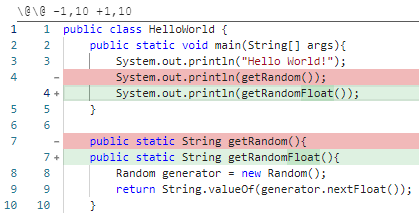 \@\@ -1,10 +1,10
1 1 public class HelloWorld {
2 2 public static void main(String[] args){
3 3 System.out.println("Hello World!");
4 - System.out.println(getRandom());
4 + System.out.println(getRandomFloat());
5 5 }
6 6
7 - public static String getRandom(){
7 + public static String getRandomFloat(){
8 8 Random generator = new Random();
9 9 return String.valueOf(generator.nextFloat());
10 10 }